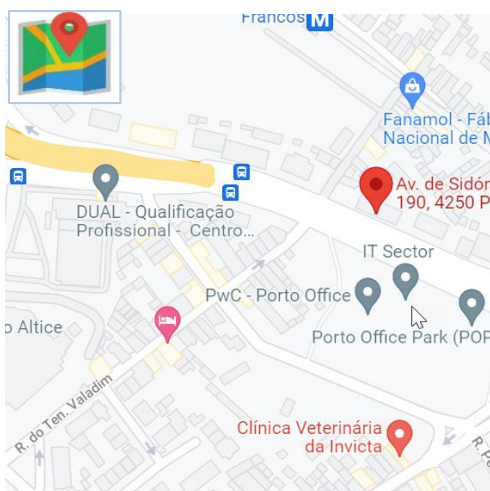 Francos M
Fanamol - Fáb
Nacional de M
Av. de Sidón
190, 4250 P
DUAL - Qualificação
Profissional - Centro...
IT Sector
PwC - Porto Office
o Altice
Porto Office Park (POP
R. do Ten. Valadim
Clínica Veterinária
da Invicta
R. Pe